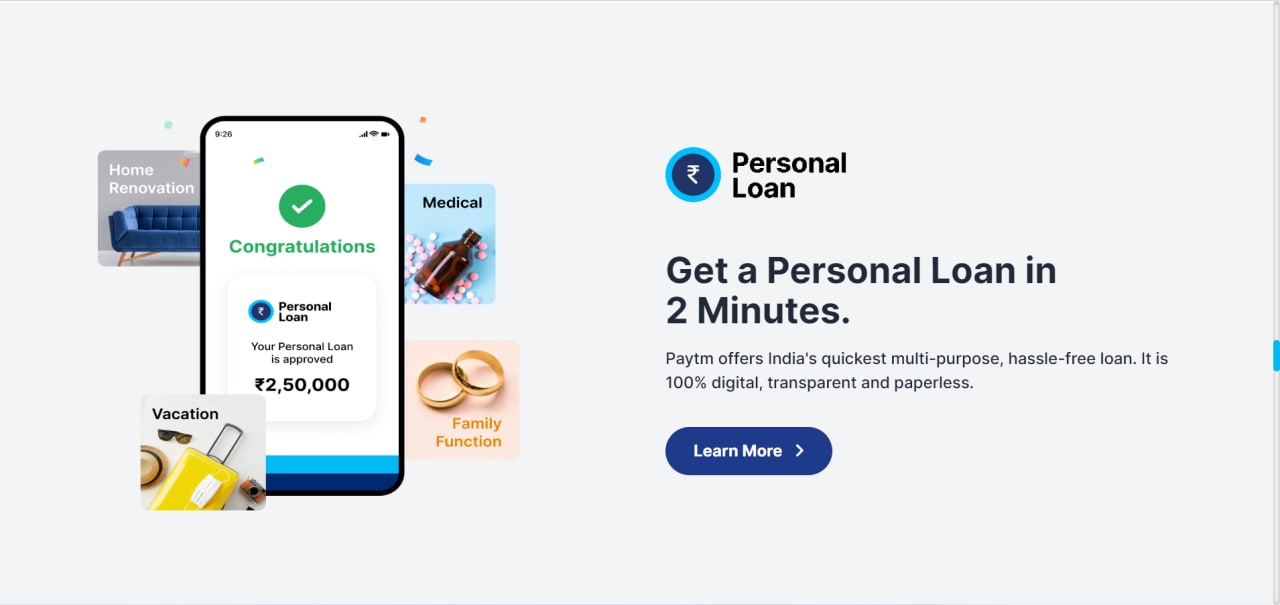 9:26
Home
Renovation
Medical
Congratulations
Personal
Loan
Your Personal Loan
is approved
₹2,50,000
Vacation
Family
Function
₹
Personal
Loan
Get a Personal Loan in
2 Minutes.
Paytm offers India's quickest multi-purpose, hassle-free loan. It is
100% digital, transparent and paperless.
Learn More